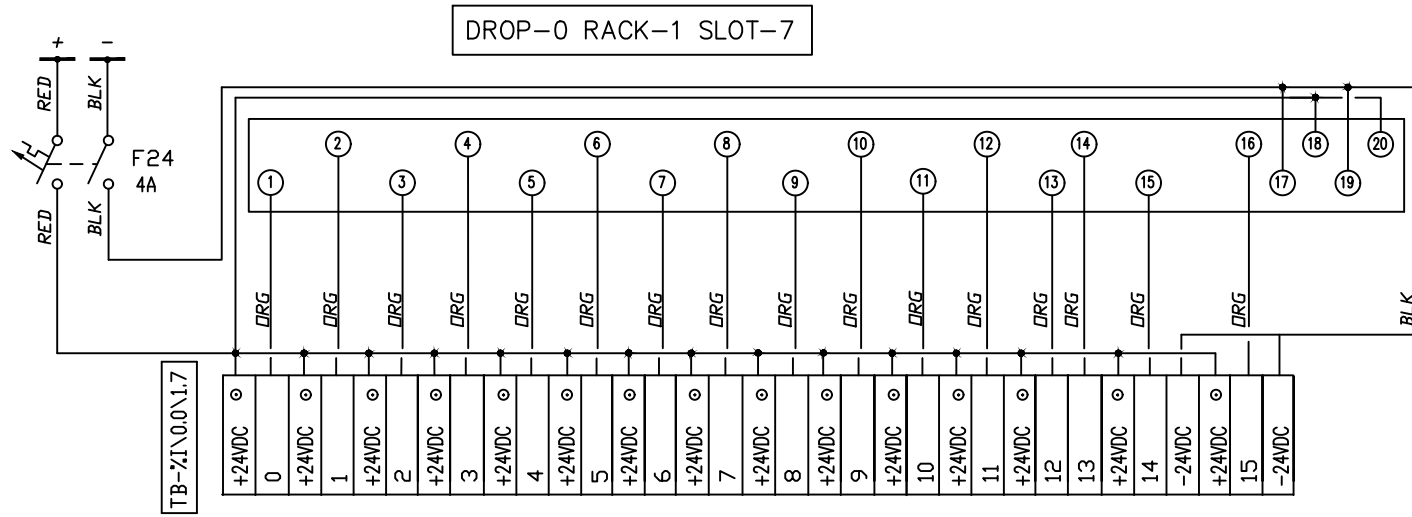 DROP-0 RACK-1 SLOT-7
+ -
RED BLK
F24
4A
RED BLK
2 4 6 8 10 12 14 16 18 20
1 3 5 7 9 11 13 15 17 19
ORG ORG ORG ORG ORG ORG ORG ORG ORG ORG ORG ORG ORG ORG ORG ORG BLK
TB-%I\0.0\1.7
+24VDC
0
+24VDC
1
+24VDC
2
+24VDC
3
+24VDC
4
+24VDC
5
+24VDC
6
+24VDC
7
+24VDC
8
+24VDC
9
+24VDC
10
+24VDC
11
+24VDC
12
13
+24VDC
14
-24VDC
+24VDC
15
-24VDC